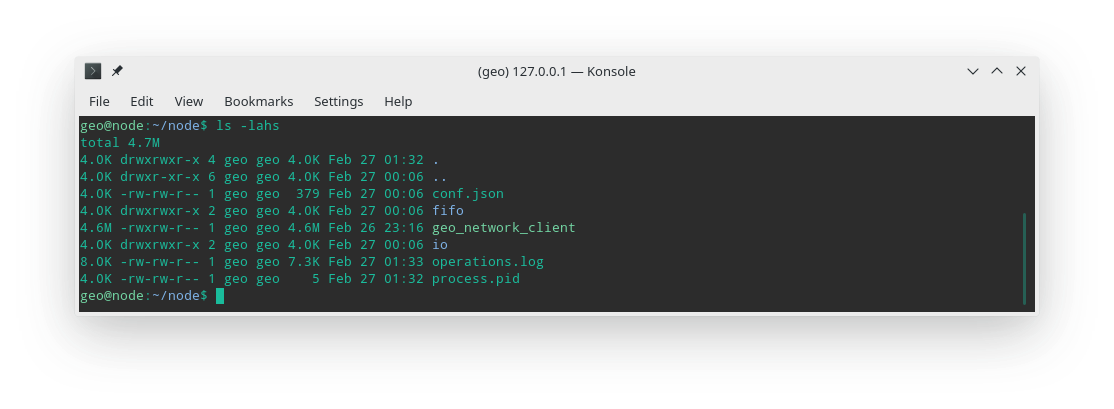 (geo) 127.0.0.1 — Konsole
File Edit View Bookmarks Settings Help
geo@node:~/node$ ls -lahs
total 4.7M
4.0K drwxrwxr-x 4 geo geo 4.0K Feb 27 01:32 .
4.0K drwxr-xr-x 6 geo geo 4.0K Feb 27 00:06 ..
4.0K -rw-rw-r-- 1 geo geo  379 Feb 27 00:06 conf.json
4.0K drwxrwxr-x 2 geo geo 4.0K Feb 27 00:06 fifo
4.6M -rwxrw-r-- 1 geo geo 4.6M Feb 26 23:16 geo_network_client
4.0K drwxrwxr-x 2 geo geo 4.0K Feb 27 00:06 io
8.0K -rw-rw-r-- 1 geo geo 7.3K Feb 27 01:33 operations.log
4.0K -rw-rw-r-- 1 geo geo    5 Feb 27 01:32 process.pid
geo@node:~/node$